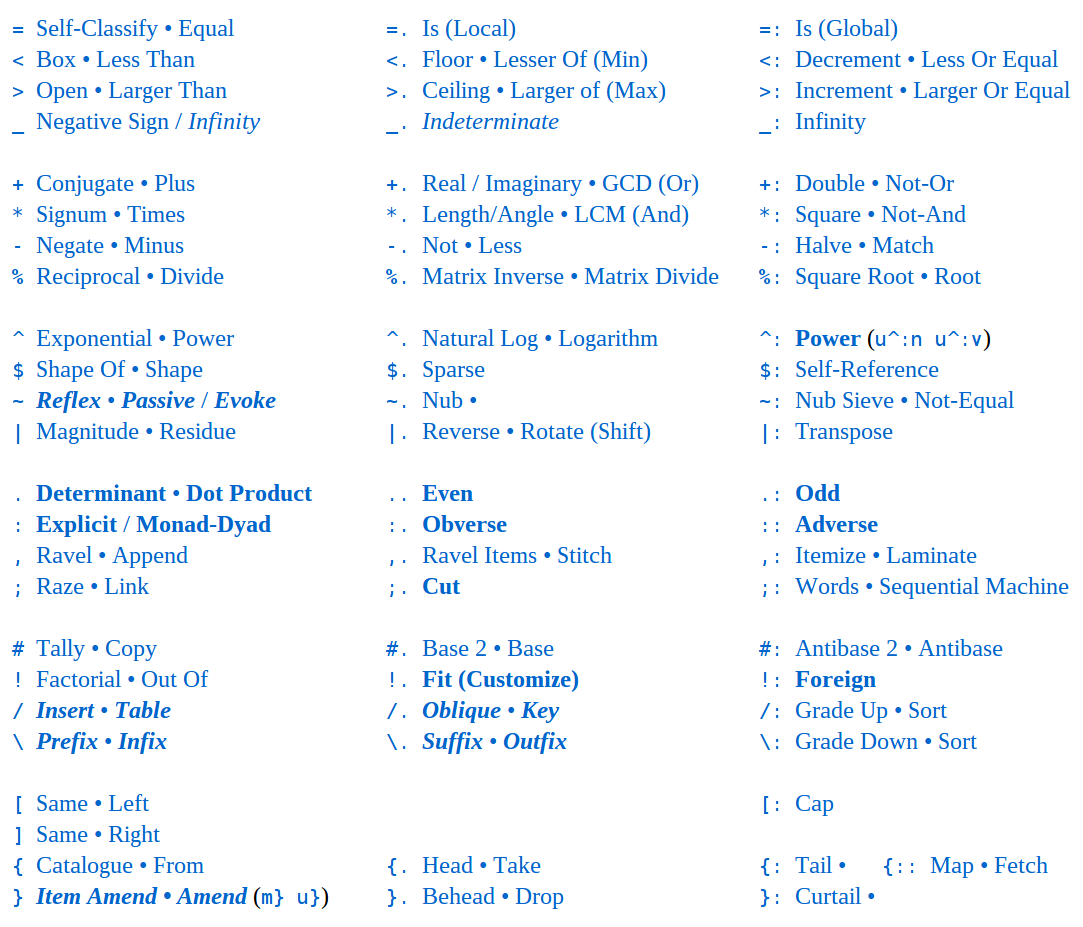 = Self-Classify • Equal =. Is (Local) =: Is (Global)
< Box • Less Than <. Floor • Lesser Of (Min) <: Decrement • Less Or Equal
> Open • Larger Than >. Ceiling • Larger of (Max) >: Increment • Larger Or Equal
_ Negative Sign / Infinity _. Indeterminate _: Infinity
+ Conjugate • Plus +. Real / Imaginary • GCD (Or) +: Double • Not-Or
* Signum • Times *. Length/Angle • LCM (And) *: Square • Not-And
- Negate • Minus -. Not • Less -: Halve • Match
% Reciprocal • Divide %. Matrix Inverse • Matrix Divide %: Square Root • Root
^ Exponential • Power ^. Natural Log • Logarithm ^: Power (u^:n u^:v)
$ Shape Of • Shape $. Sparse $: Self-Reference
~ Reflex • Passive / Evoke ~. Nub • ~: Nub Sieve • Not-Equal
| Magnitude • Residue |. Reverse • Rotate (Shift) |: Transpose
. Determinant • Dot Product .. Even .: Odd
: Explicit / Monad-Dyad :. Obverse :: Adverse
, Ravel • Append ,. Ravel Items • Stitch ,: Itemize • Laminate
; Raze • Link ;. Cut ;: Words • Sequential Machine
# Tally • Copy #. Base 2 • Base #: Antibase 2 • Antibase
! Factorial • Out Of !. Fit (Customize) !: Foreign
/ Insert • Table /. Oblique • Key /: Grade Up • Sort
\ Prefix • Infix \. Suffix • Outfix \: Grade Down • Sort
[ Same • Left [: Cap
] Same • Right
{ Catalogue • From {. Head • Take {: Tail • {:: Map • Fetch
} Item Amend • Amend (m} u}) }. Behead • Drop }: Curtail •